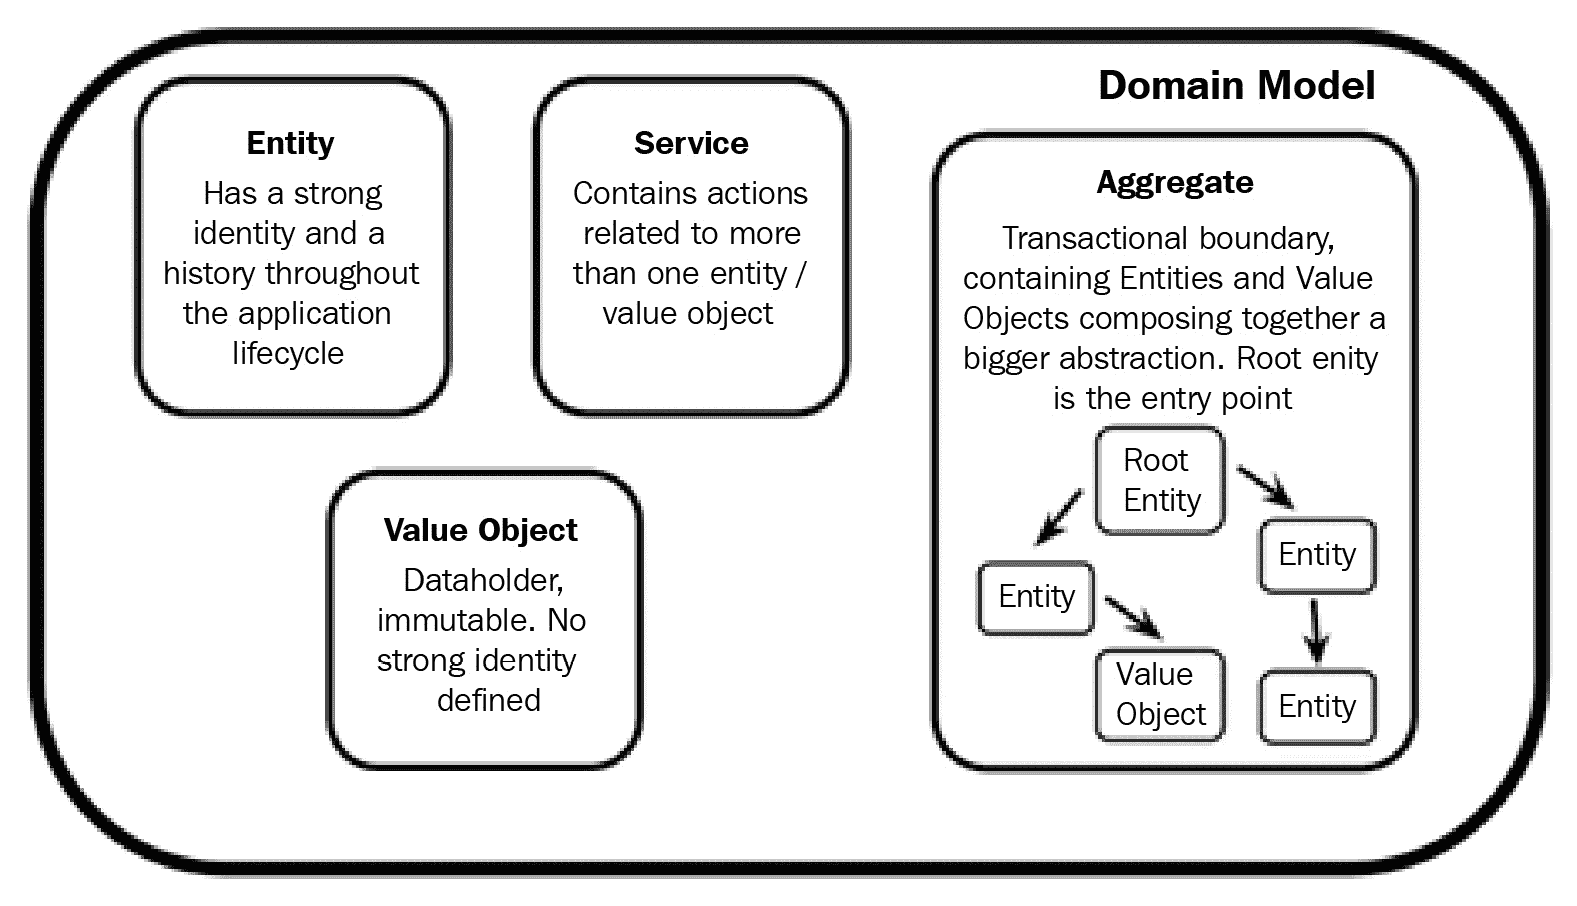 Domain Model
Entity
Has a strong
identity and a
history throughout
the application
lifecycle
Service
Contains actions
related to more
than one entity /
value object
Value Object
Dataholder,
immutable. No
strong identity
defined
Aggregate
Transactional boundary,
containing Entities and Value
Objects composing together a
bigger abstraction. Root enity
is the entry point
Root
Entity
Entity
Entity
Value
Object
Entity